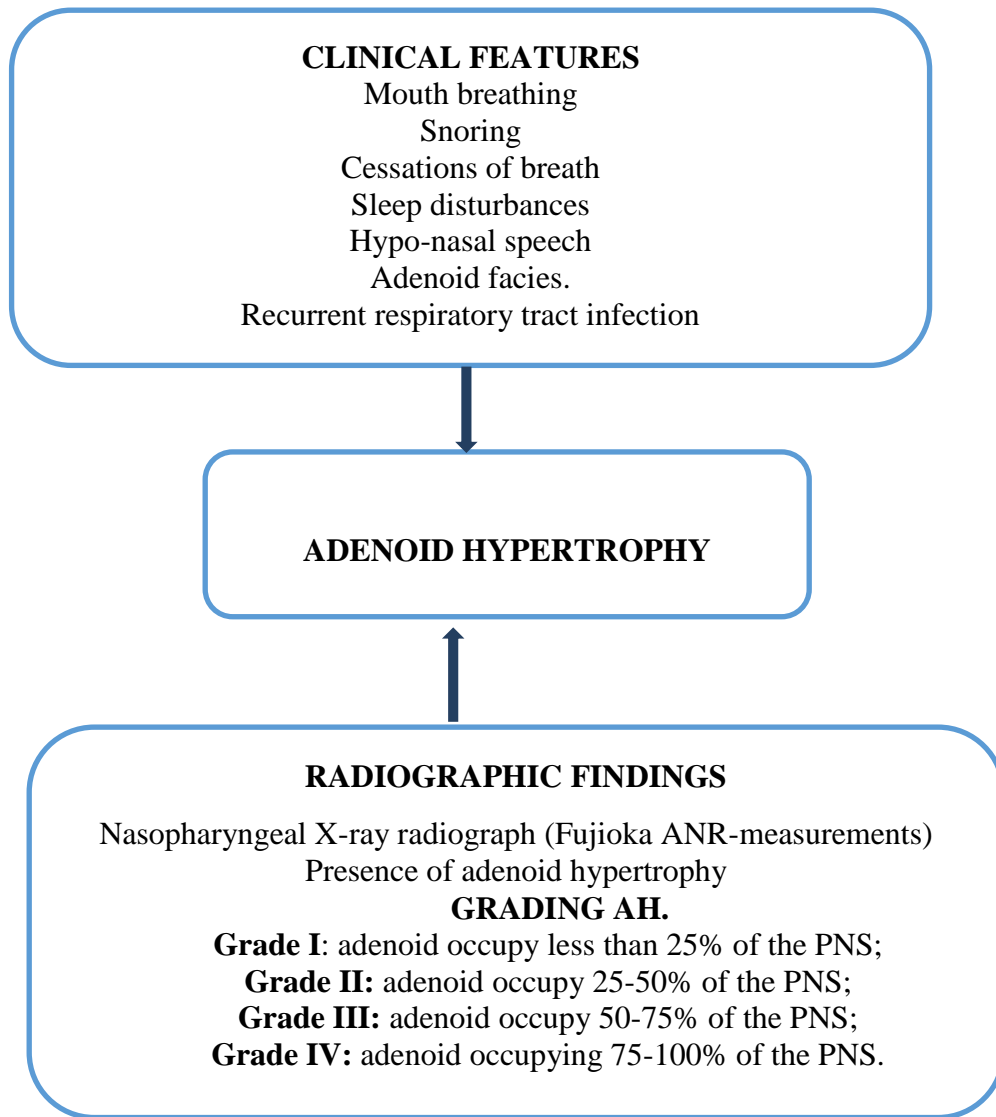 CLINICAL FEATURES
Mouth breathing
Snoring
Cessations of breath
Sleep disturbances
Hypo-nasal speech
Adenoid facies.
Recurrent respiratory tract infection
ADENOID HYPERTROPHY
RADIOGRAPHIC FINDINGS
Nasopharyngeal X-ray radiograph (Fujioka ANR-measurements)
Presence of adenoid hypertrophy
GRADING AH.
Grade I: adenoid occupy less than 25% of the PNS;
Grade II: adenoid occupy 25-50% of the PNS;
Grade III: adenoid occupy 50-75% of the PNS;
Grade IV: adenoid occupying 75-100% of the PNS.